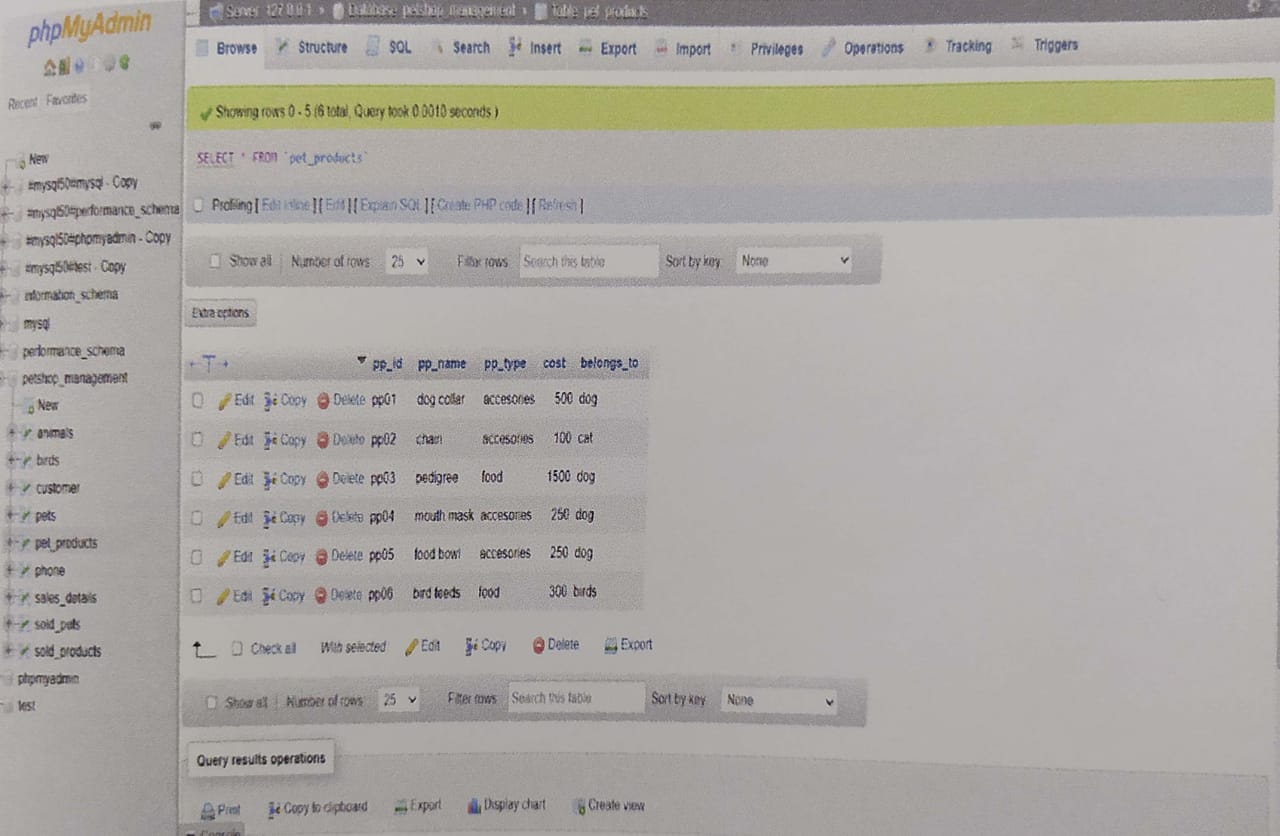 phpMyAdmin
Recent Favorites
New
#mysql50#mysql - Copy
#mysql50#performance_schema
#mysql50#phpmyadmin - Copy
#mysql50#test - Copy
information_schema
mysql
performance_schema
petshop_management
New
animals
birds
customer
pets
pet_products
phone
sales_details
sold_pets
sold_products
phpmyadmin
test
Server 127.0.0.1 » Database petshop_management » Table pet_products
Browse Structure SQL Search Insert Export Import Privileges Operations Tracking Triggers
Showing rows 0 - 5 (6 total, Query took 0.0010 seconds )
SELECT * FROM `pet_products`
Profiling [ Edit inline ] [ Edit ] [ Explain SQL ] [ Create PHP code ] [ Refresh ]
Show all Number of rows 25 Filter rows Search this table Sort by key None
Extra options
pp_id pp_name pp_type cost belongs_to
Edit Copy Delete pp01 dog collar accesories 500 dog
Edit Copy Delete pp02 chain accesories 100 cat
Edit Copy Delete pp03 pedigree food 1500 dog
Edit Copy Delete pp04 mouth mask accesories 250 dog
Edit Copy Delete pp05 food bowl accesories 250 dog
Edit Copy Delete pp06 bird feeds food 300 birds
Check all With selected Edit Copy Delete Export
Show all Number of rows 25 Filter rows Search this table Sort by key None
Query results operations
Print Copy to clipboard Export Display chart Create view
Console